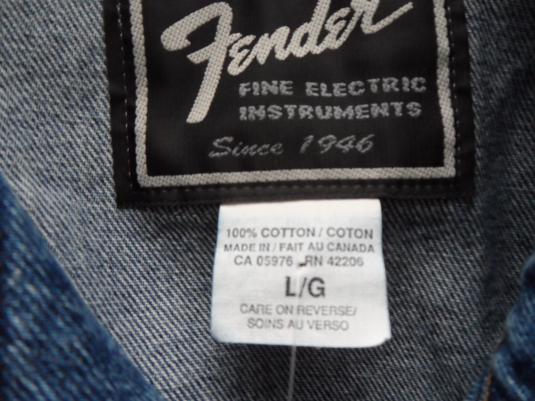 Fender
FINE ELECTRIC
INSTRUMENTS
Since 1946
100% COTTON / COTON
MADE IN / FAIT AU CANADA
CA 05976 RN 42206
L/G
CARE ON REVERSE/
SOINS AU VERSO